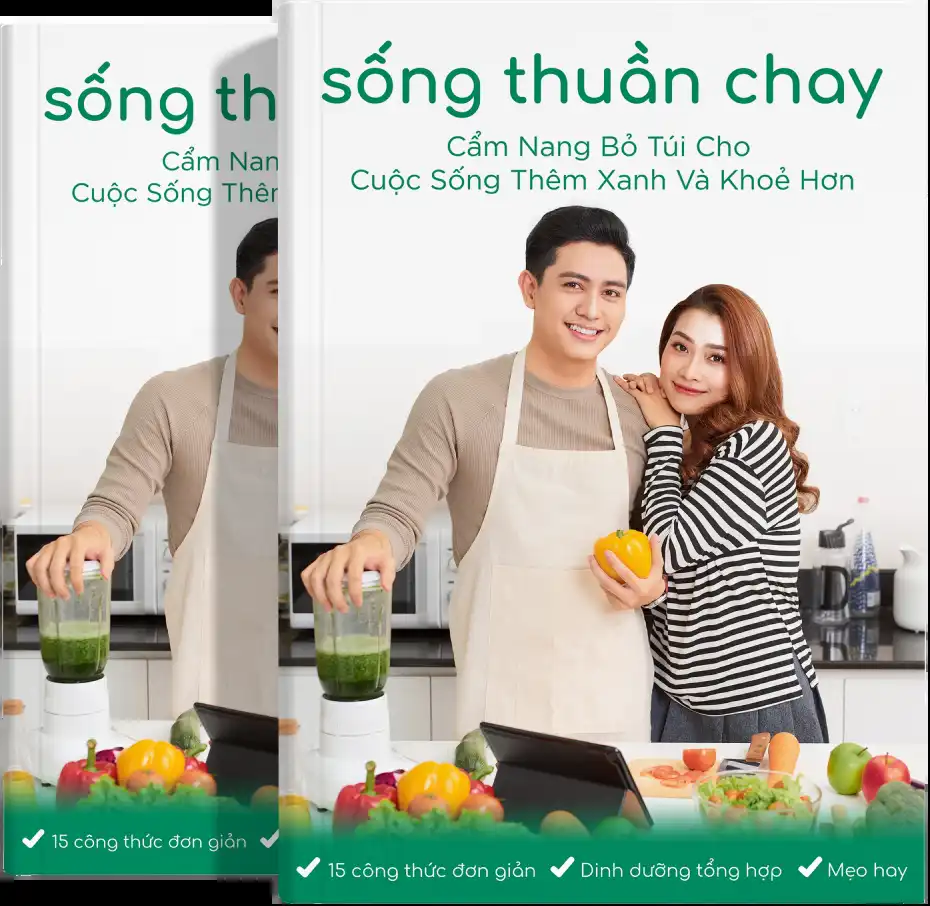 sống th
Cẩm Nan
Cuộc Sống Thêm
15 công thức đơn giản
sống thuần chay
Cẩm Nang Bỏ Túi Cho
Cuộc Sống Thêm Xanh Và Khoẻ Hơn
15 công thức đơn giản Dinh dưỡng tổng hợp Mẹo hay